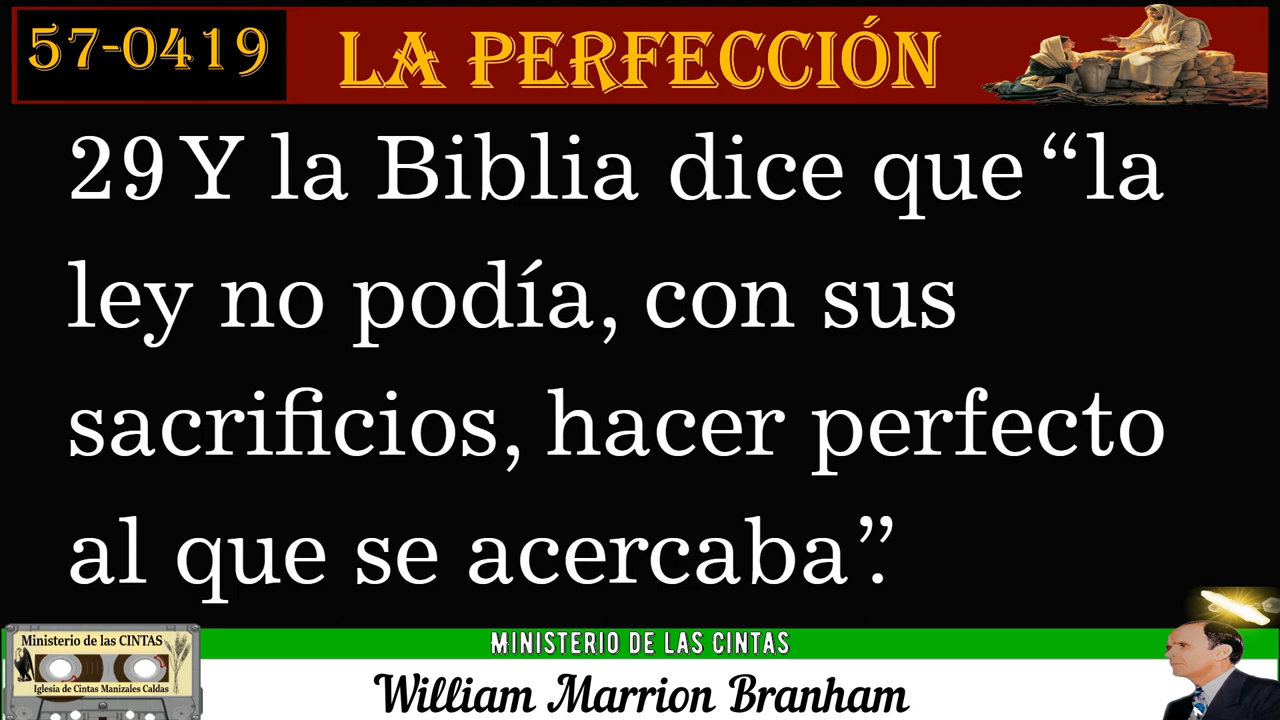 57-0419
LA PERFECCIÓN
29 Y la Biblia dice que “la
ley no podía, con sus
sacrificios, hacer perfecto
al que se acercaba”.
Ministerio de las CINTAS
Iglesia de Cintas Manizales Caldas
MINISTERIO DE LAS CINTAS
William Marrion Branham